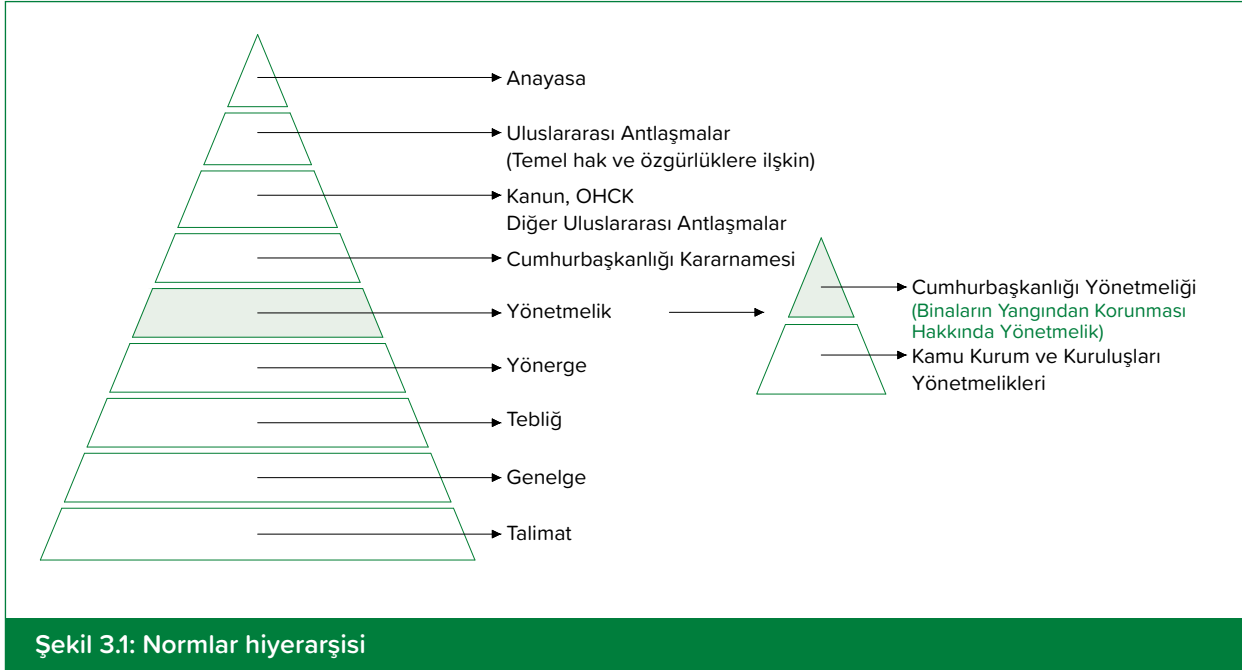 Anayasa
Uluslararası Antlaşmalar
(Temel hak ve özgürlüklere ilşkin)
Kanun, OHCK
Diğer Uluslararası Antlaşmalar
Cumhurbaşkanlığı Kararnamesi
Yönetmelik
Yönerge
Tebliğ
Genelge
Talimat
Cumhurbaşkanlığı Yönetmeliği
(Binaların Yangından Korunması
Hakkında Yönetmelik)
Kamu Kurum ve Kuruluşları
Yönetmelikleri
Şekil 3.1: Normlar hiyerarşisi